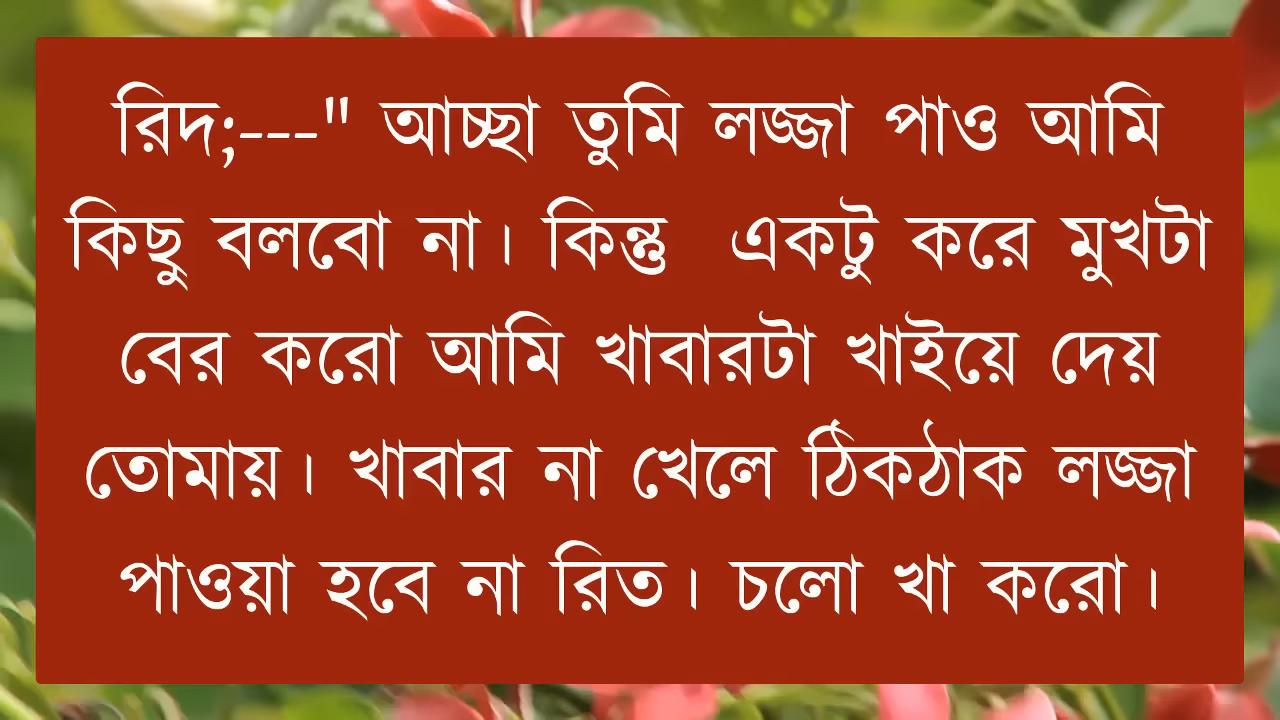 রিদ;---" আচ্ছা তুমি লজ্জা পাও আমি
কিছু বলবো না। কিন্তু একটু করে মুখটা
বের করো আমি খাবারটা খাইয়ে দেয়
তোমায়। খাবার না খেলে ঠিকঠাক লজ্জা
পাওয়া হবে না রিত। চলো খা করো।